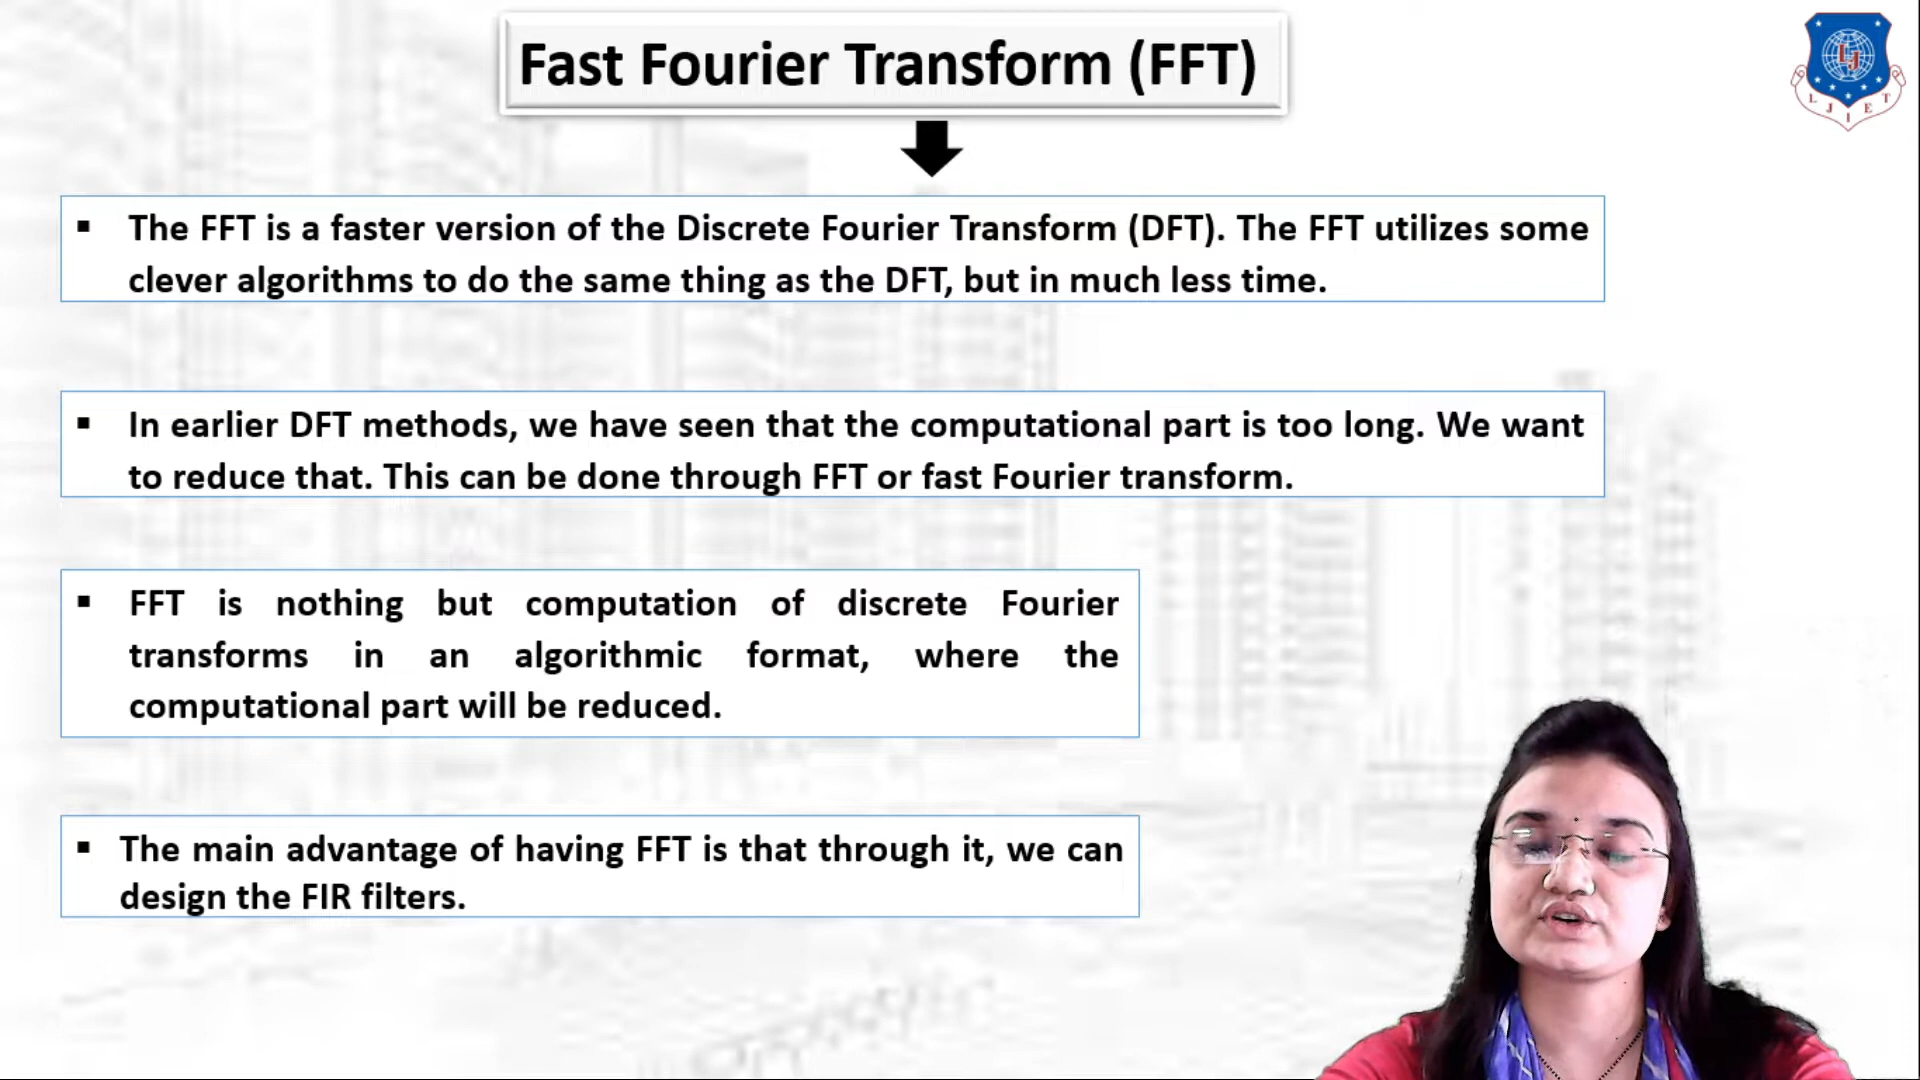 Fast Fourier Transform (FFT)
▪ The FFT is a faster version of the Discrete Fourier Transform (DFT). The FFT utilizes some
clever algorithms to do the same thing as the DFT, but in much less time.
▪ In earlier DFT methods, we have seen that the computational part is too long. We want
to reduce that. This can be done through FFT or fast Fourier transform.
▪ FFT is nothing but computation of discrete Fourier
transforms in an algorithmic format, where the
computational part will be reduced.
▪ The main advantage of having FFT is that through it, we can
design the FIR filters.
LJ
L J I E T